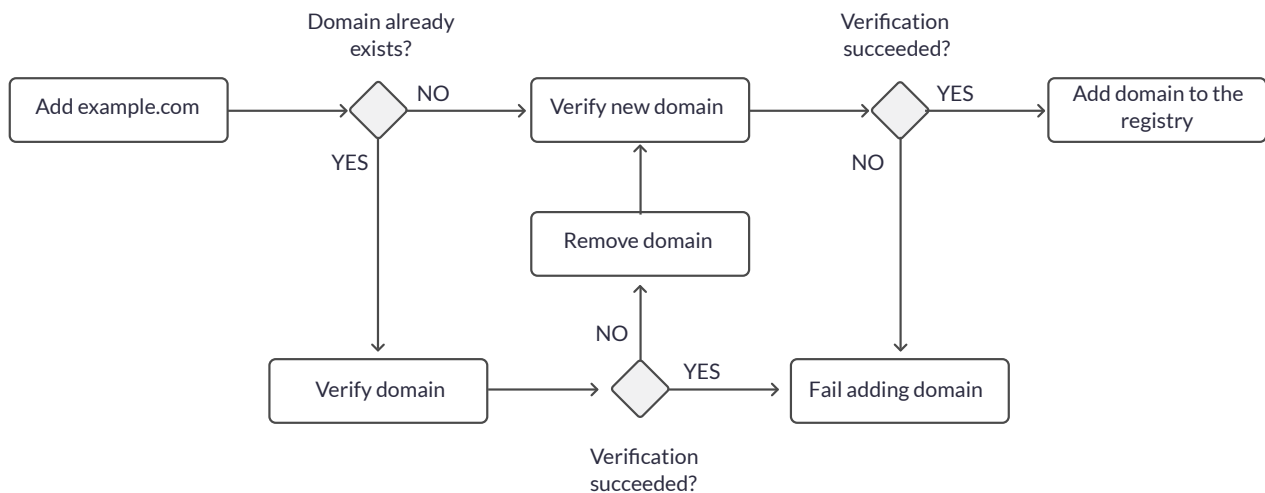 Domain already
exists?
Verification
succeeded?
Add example.com
NO
Verify new domain
YES
Add domain to the
registry
YES
NO
Remove domain
NO
YES
Verify domain
Fail adding domain
Verification
succeeded?